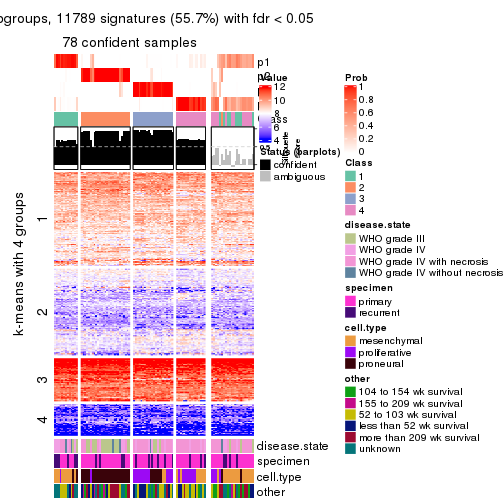 ogroups, 11789 signatures (55.7%) with fdr < 0.05
78 confident samples
p1
Value
12
10
8
6
4
Prob
1
0.8
0.6
0.4
0.2
0
Status (barplots)
confident
ambiguous
Class
1
2
3
4
k-means with 4 groups
1
2
3
4
disease.state
WHO grade III
WHO grade IV
WHO grade IV with necrosis
WHO grade IV without necrosis
specimen
primary
recurrent
cell.type
mesenchymal
proliferative
proneural
other
104 to 154 wk survival
155 to 209 wk survival
52 to 103 wk survival
less than 52 wk survival
more than 209 wk survival
unknown
disease.state
specimen
cell.type
other